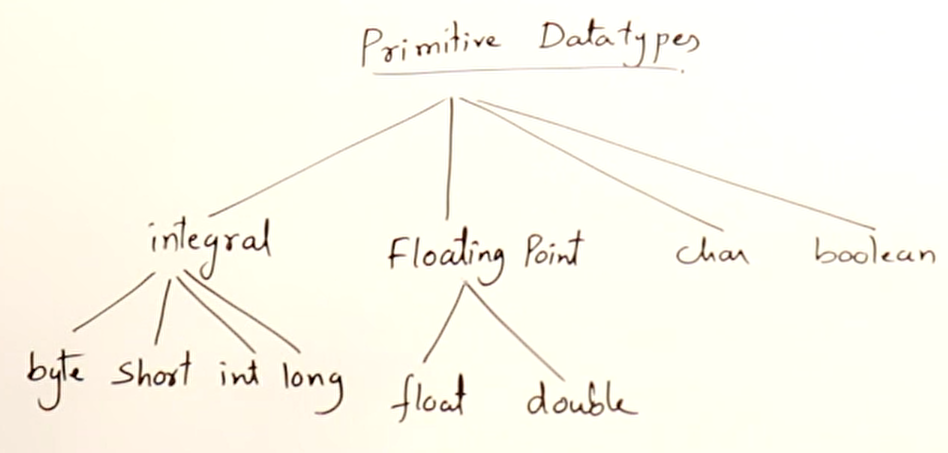 Primitive Datatypes
integral Floating Point char boolean
byte short int long float double